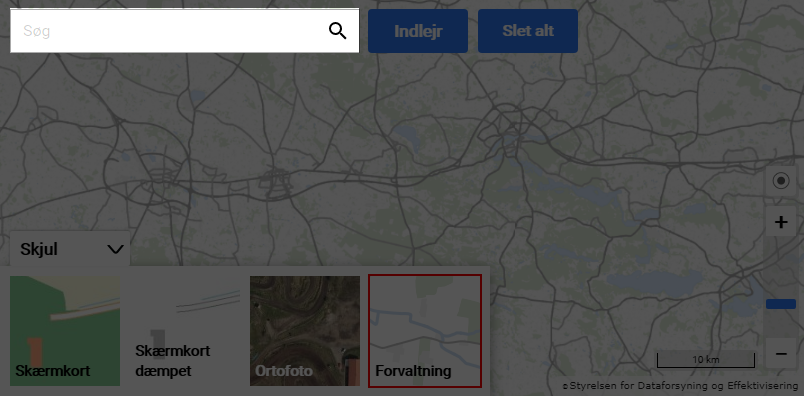 Søg
Indlejr
Slet alt
Skjul
Skærmkort
Skærmkort
dæmpet
Ortofoto
Forvaltning
+
−
10 km
© Styrelsen for Dataforsyning og Effektivisering